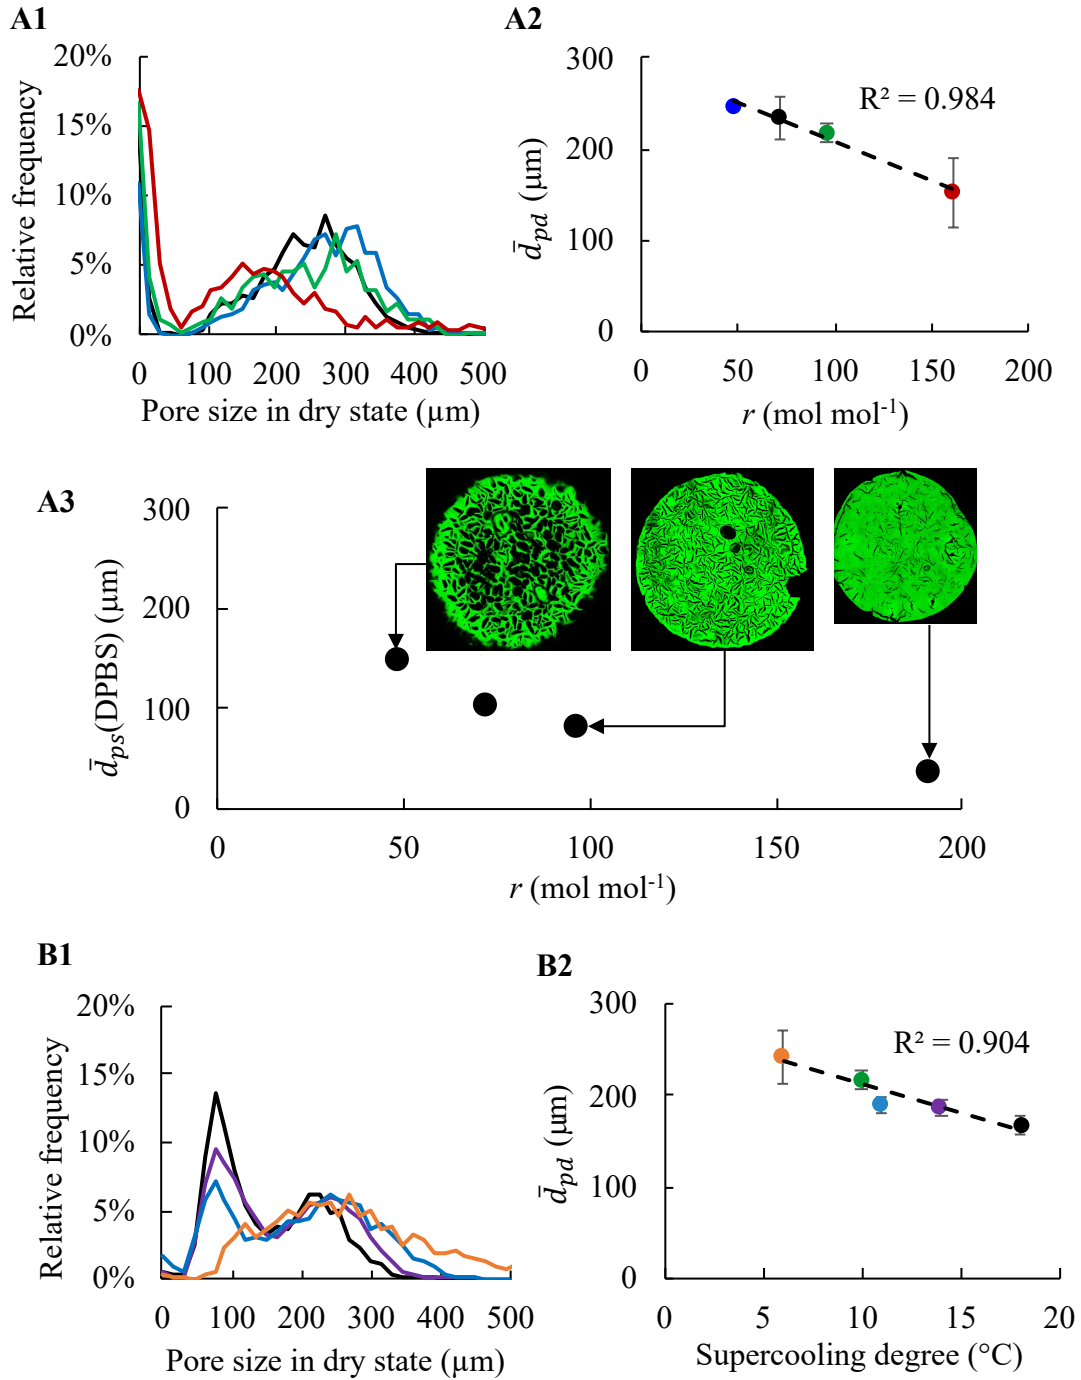 A1
20%
15%
10%
5%
0%
Relative frequency
0 100 200 300 400 500
Pore size in dry state (µm)
A2
300
200
100
0
d̄pd (µm)
R² = 0.984
0 50 100 150 200
r (mol mol-1)
A3
300
200
100
0
d̄ps(DPBS) (µm)
0 50 100 150 200
r (mol mol-1)
B1
20%
15%
10%
5%
0%
Relative frequency
0 100 200 300 400 500
Pore size in dry state (µm)
B2
300
200
100
0
d̄pd (µm)
R² = 0.904
0 5 10 15 20
Supercooling degree (°C)